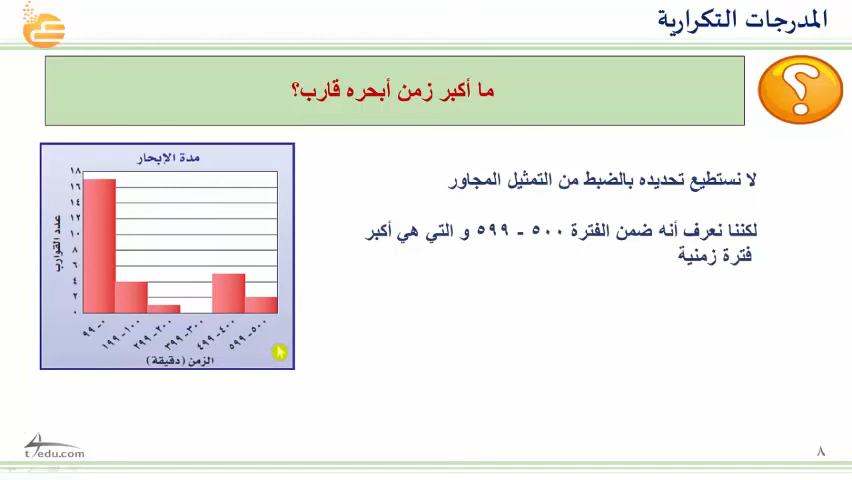 المدرجات التكرارية
ما أكبر زمن أبحره قارب؟
لا نستطيع تحديده بالضبط من التمثيل المجاور
لكننا نعرف أنه ضمن الفترة ٥٠٠ - ٥٩٩ و التي هي أكبر
فترة زمنية
مدة الإبحار
عدد القوارب
١٨
١٦
١٤
١٢
١٠
٨
٦
٤
٢
٠
٠-٩٩
١٠٠-١٩٩
٢٠٠-٢٩٩
٣٠٠-٣٩٩
٤٠٠-٤٩٩
٥٠٠-٥٩٩
الزمن (دقيقة)
t4edu.com
٨